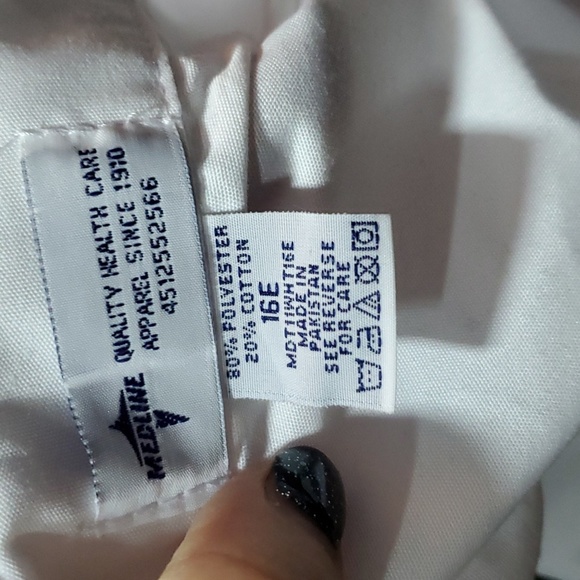 MEDLINE
QUALITY HEALTH CARE
APPAREL SINCE 1910
4512552566
80% POLYESTER
20% COTTON
16E
MDT11WHT16E
MADE IN
PAKISTAN
SEE REVERSE
FOR CARE